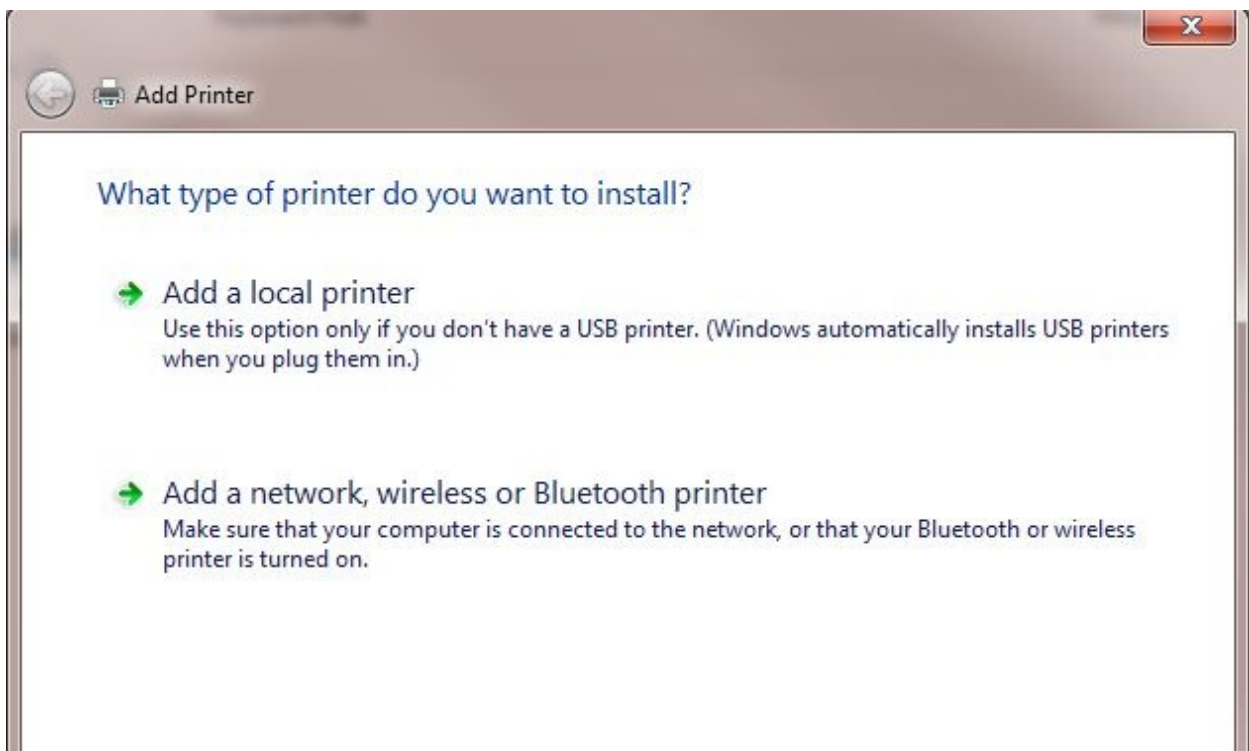 Add Printer
What type of printer do you want to install?
Add a local printer
Use this option only if you don't have a USB printer. (Windows automatically installs USB printers
when you plug them in.)
Add a network, wireless or Bluetooth printer
Make sure that your computer is connected to the network, or that your Bluetooth or wireless
printer is turned on.